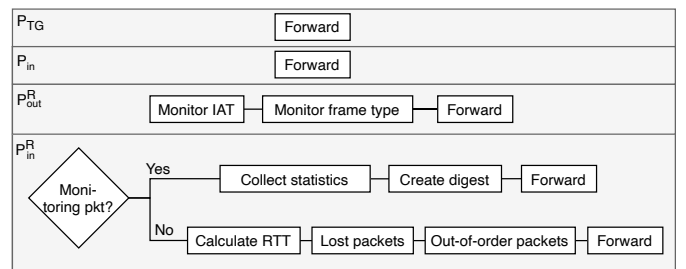 P_TG Forward
P_in Forward
P^R_out Monitor IAT Monitor frame type Forward
P^R_in
Moni-
toring pkt?
Yes Collect statistics Create digest Forward
No Calculate RTT Lost packets Out-of-order packets Forward